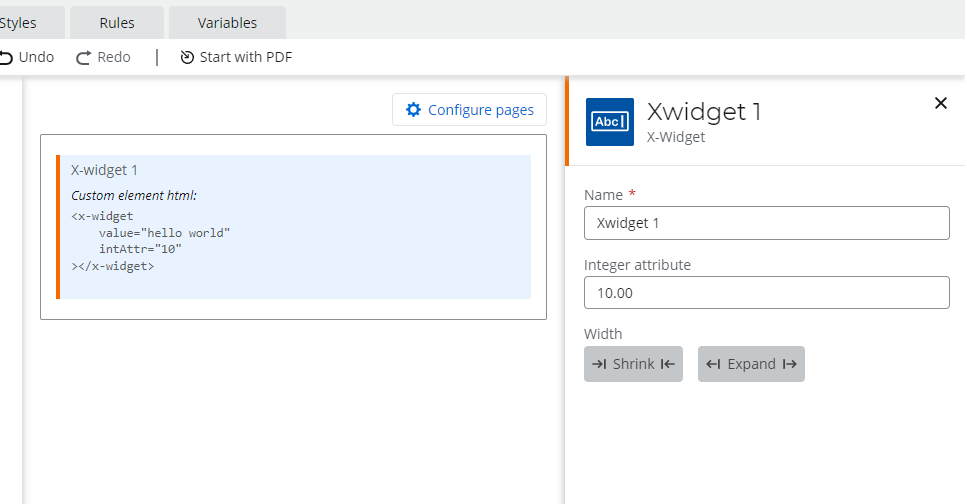 Styles Rules Variables
Undo Redo | Start with PDF
Configure pages
X-widget 1
Custom element html:
<x-widget
value="hello world"
intAttr="10"
></x-widget>
Abc
Xwidget 1
X-Widget
Name *
Xwidget 1
Integer attribute
10.00
Width
Shrink Expand